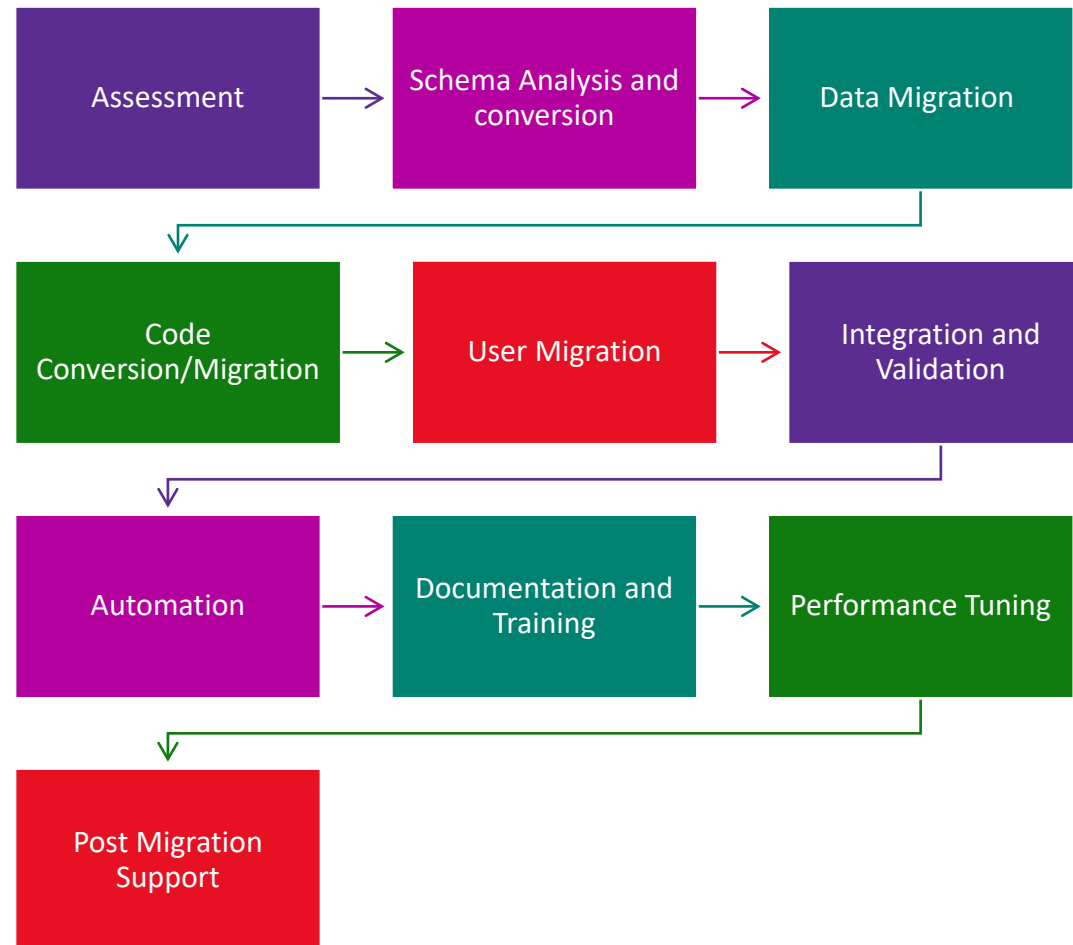 Assessment
Schema Analysis and
conversion
Data Migration
Code
Conversion/Migration
User Migration
Integration and
Validation
Automation
Documentation and
Training
Performance Tuning
Post Migration
Support